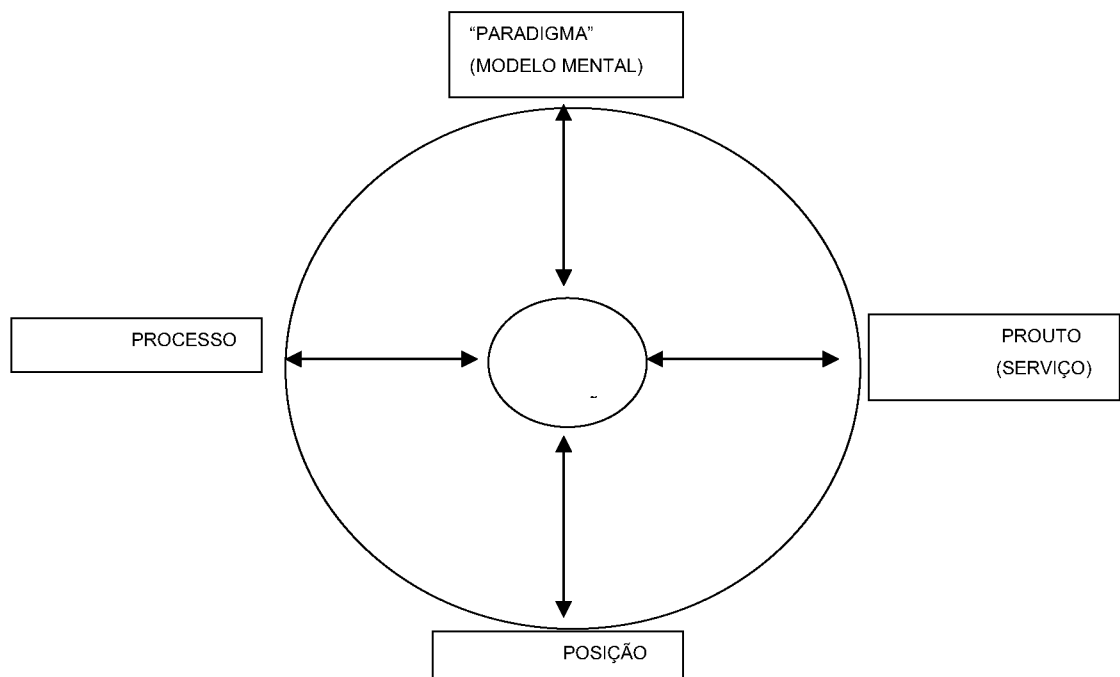 “PARADIGMA”
(MODELO MENTAL)
PROCESSO
PROUTO
(SERVIÇO)
POSIÇÃO